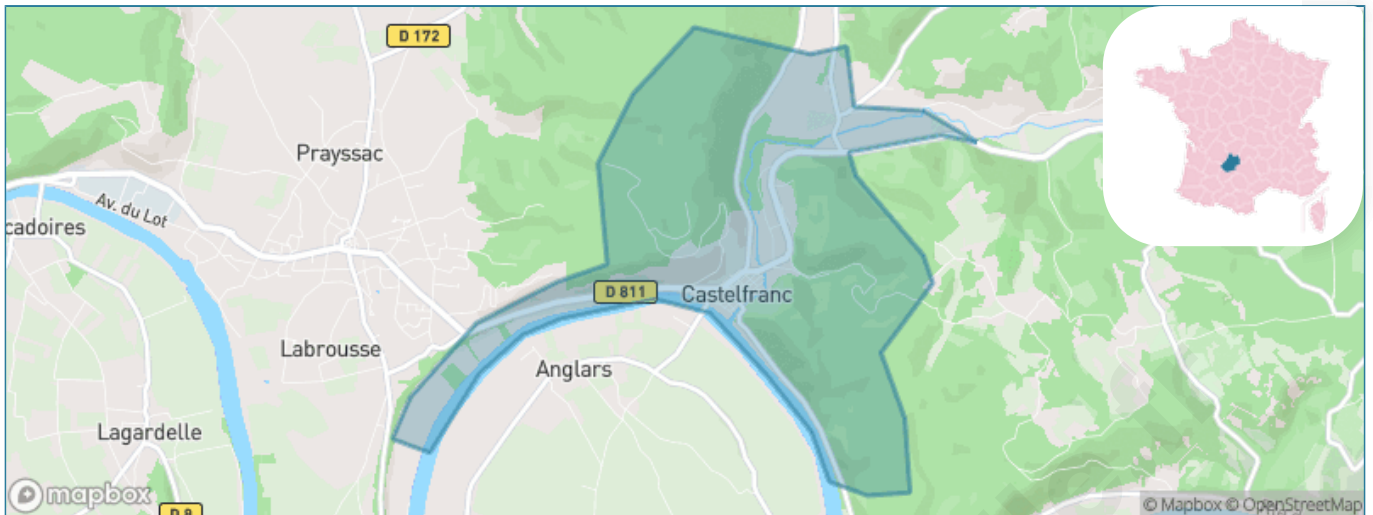 D 172
Prayssac
Av. du Lot
cadoires
D 811
Castelfranc
Labrousse
Anglars
Lagardelle
mapbox
D 8
© Mapbox © OpenStreetMap